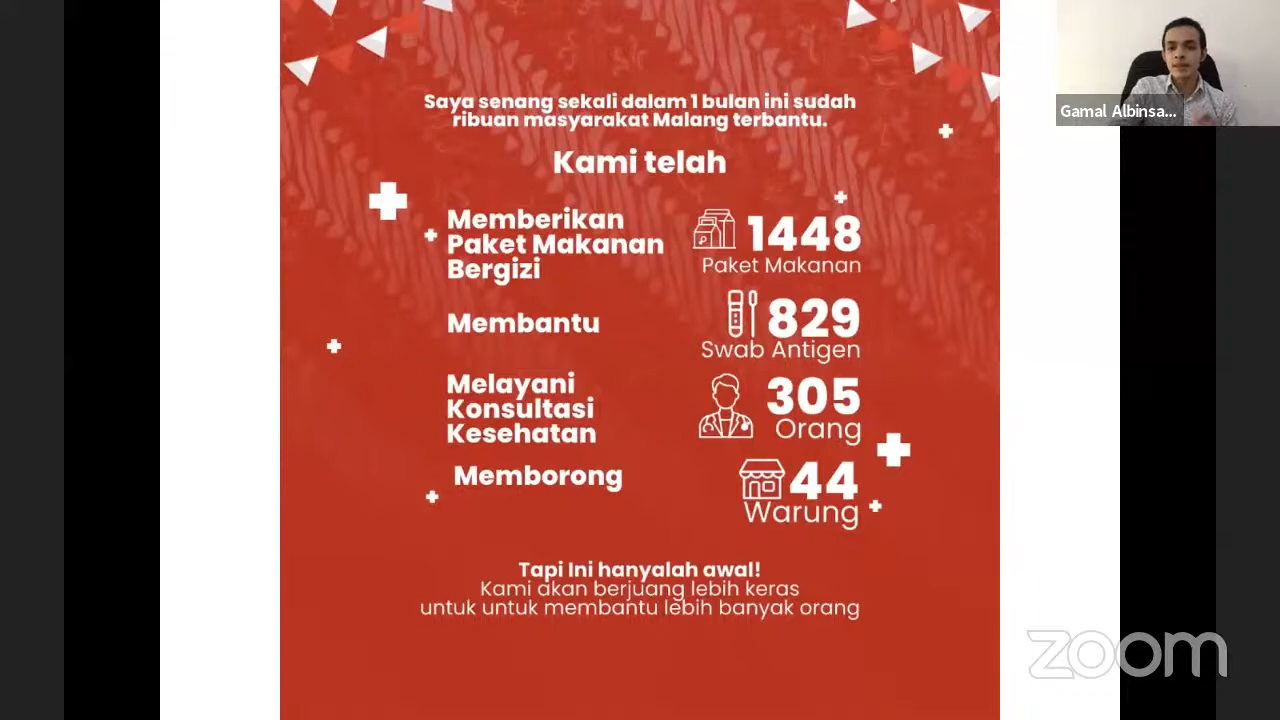 Saya senang sekali dalam 1 bulan ini sudah
ribuan masyarakat Malang terbantu.
Kami telah
Memberikan
Paket Makanan
Bergizi
1448
Paket Makanan
Membantu
829
Swab Antigen
Melayani
Konsultasi
Kesehatan
305
Orang
Memborong
44
Warung
Tapi Ini hanyalah awal!
Kami akan berjuang lebih keras
untuk untuk membantu lebih banyak orang
Gamal Albinsa...
zoom